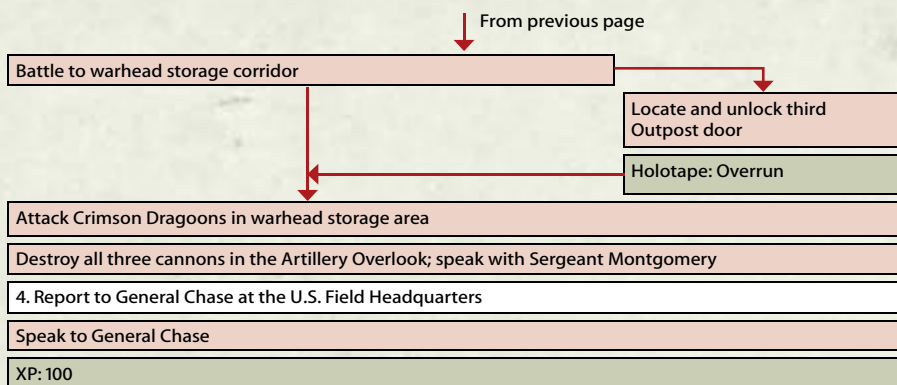 From previous page
Battle to warhead storage corridor
Locate and unlock third
Outpost door
Holotape: Overrun
Attack Crimson Dragoons in warhead storage area
Destroy all three cannons in the Artillery Overlook; speak with Sergeant Montgomery
4. Report to General Chase at the U.S. Field Headquarters
Speak to General Chase
XP: 100